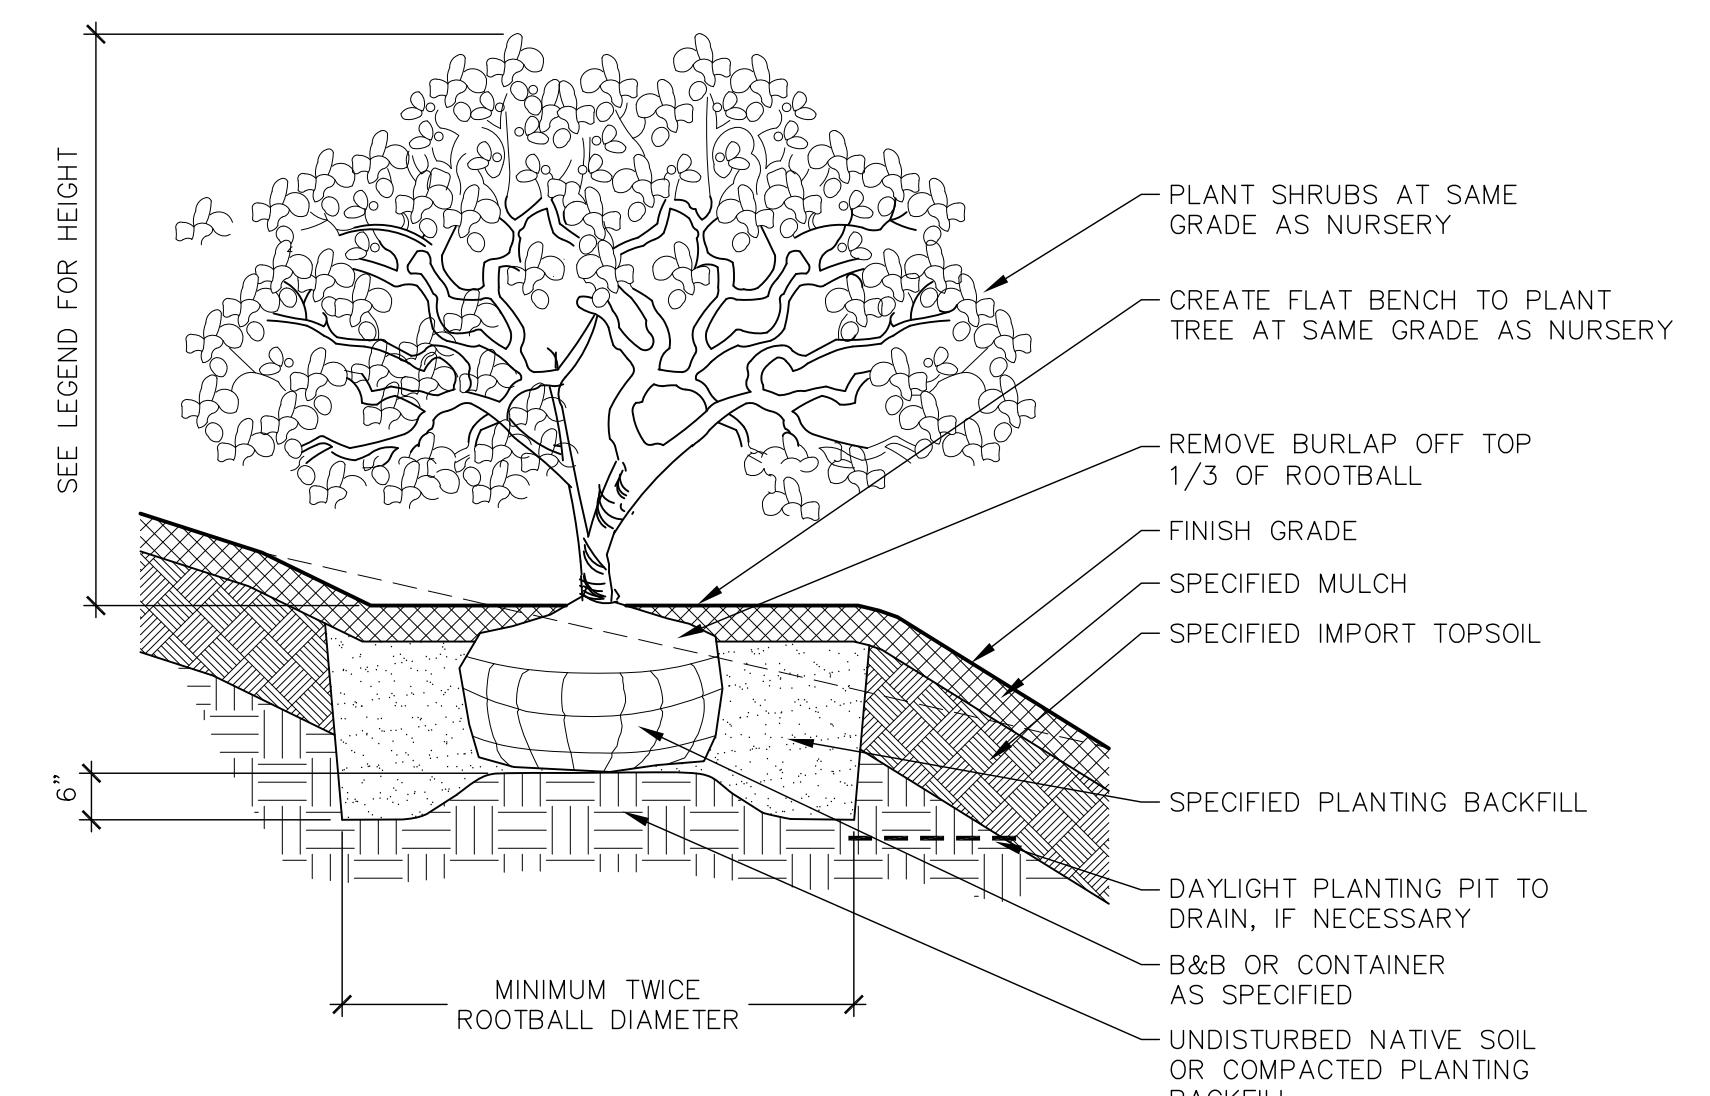 SEE LEGEND FOR HEIGHT
PLANT SHRUBS AT SAME
GRADE AS NURSERY
CREATE FLAT BENCH TO PLANT
TREE AT SAME GRADE AS NURSERY
REMOVE BURLAP OFF TOP
1/3 OF ROOTBALL
FINISH GRADE
SPECIFIED MULCH
SPECIFIED IMPORT TOPSOIL
6"
SPECIFIED PLANTING BACKFILL
DAYLIGHT PLANTING PIT TO
DRAIN, IF NECESSARY
B&B OR CONTAINER
AS SPECIFIED
MINIMUM TWICE
ROOTBALL DIAMETER
UNDISTURBED NATIVE SOIL
OR COMPACTED PLANTING